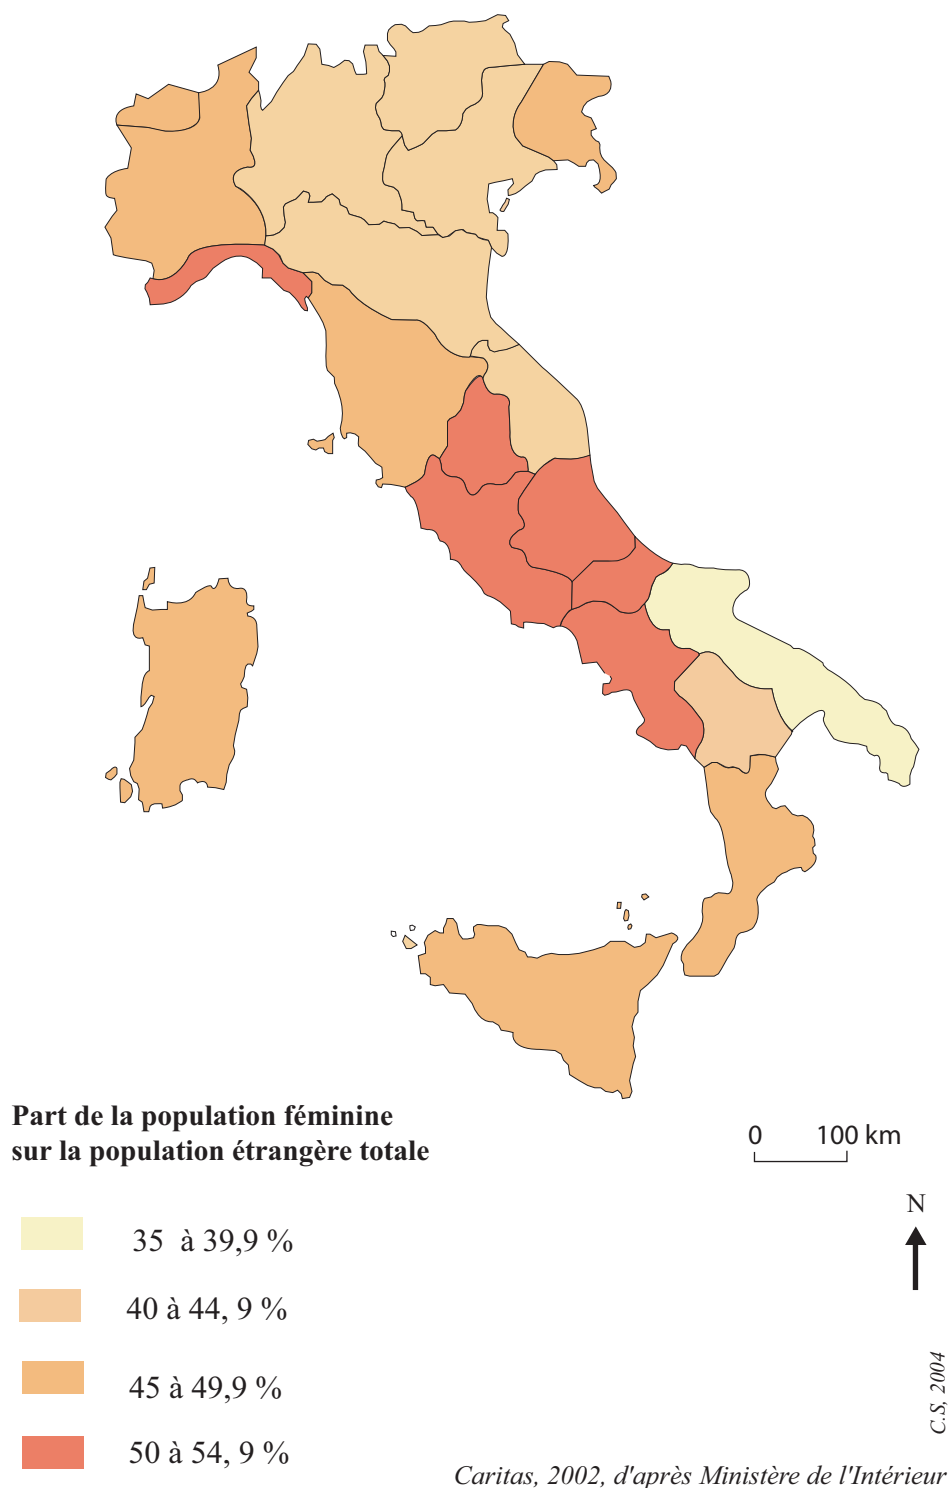 Part de la population féminine
sur la population étrangère totale
0 100 km
N
35 à 39,9 %
40 à 44, 9 %
45 à 49,9 %
50 à 54, 9 %
C.S, 2004
Caritas, 2002, d'après Ministère de l'Intérieur